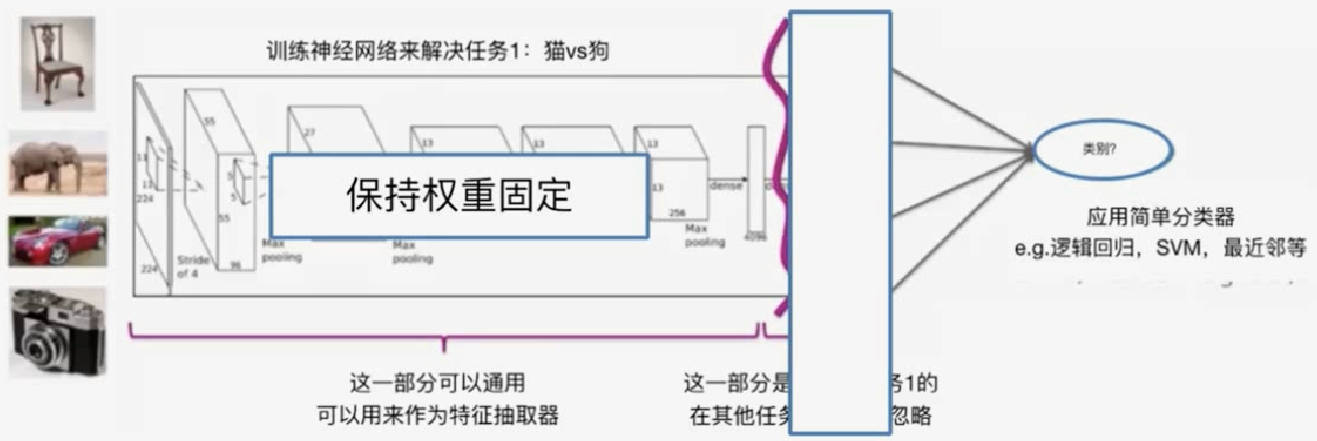 训练神经网络来解决任务1：猫vs狗
55
27
13
13
13
11
11
224
5
5
55
保持权重固定
13
dense
类别?
256
Max
pooling
Max
pooling
Max
pooling
Stride
of 4
96
224
4096
应用简单分类器
e.g.逻辑回归，SVM，最近邻等
这一部分可以通用
可以用来作为特征抽取器
这一部分是
务1的
在其他任务
忽略